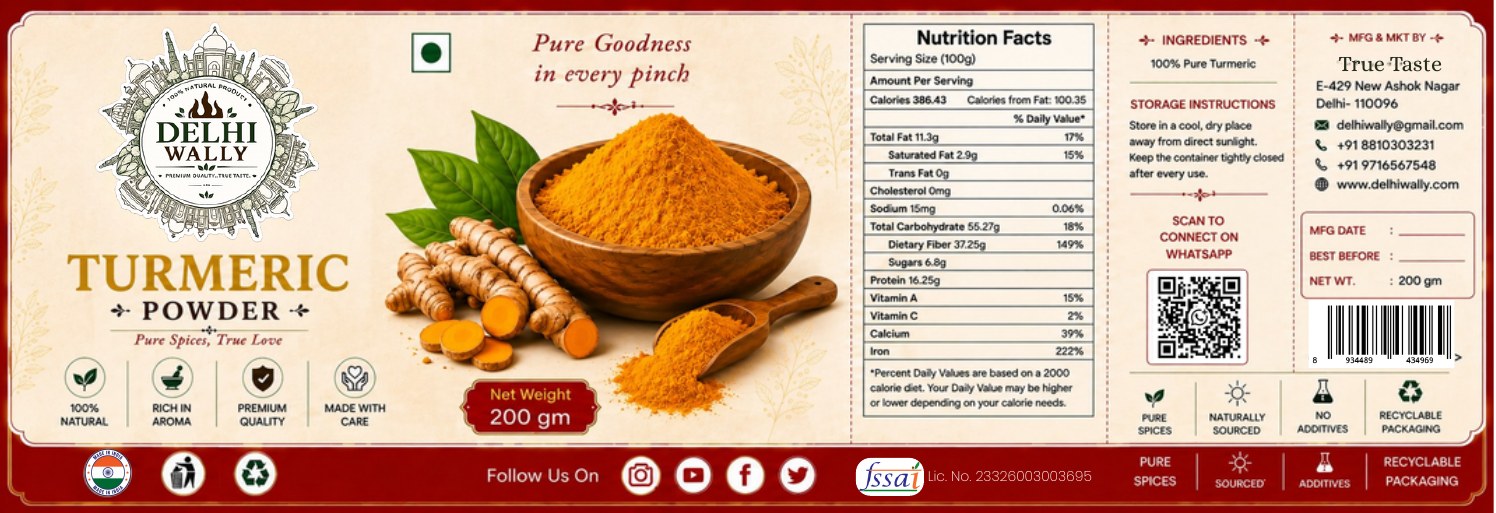 100% NATURAL PRODUCT
DELHI
WALLY
PREMIUM QUALITY...TRUE TASTE.
TURMERIC
POWDER
Pure Spices, True Love
100%
NATURAL
RICH IN
AROMA
PREMIUM
QUALITY
MADE WITH
CARE
Pure Goodness
in every pinch
Net Weight
200 gm
Nutrition Facts
Serving Size (100g)
Amount Per Serving
Calories 386.43 Calories from Fat: 100.35
% Daily Value*
Total Fat 11.3g 17%
Saturated Fat 2.9g 15%
Trans Fat 0g
Cholesterol 0mg
Sodium 15mg 0.06%
Total Carbohydrate 55.27g 18%
Dietary Fiber 37.25g 149%
Sugars 6.8g
Protein 16.25g
Vitamin A 15%
Vitamin C 2%
Calcium 39%
Iron 222%
*Percent Daily Values are based on a 2000
calorie diet. Your Daily Value may be higher
or lower depending on your calorie needs.
INGREDIENTS
100% Pure Turmeric
STORAGE INSTRUCTIONS
Store in a cool, dry place
away from direct sunlight.
Keep the container tightly closed
after every use.
SCAN TO
CONNECT ON
WHATSAPP
MFG & MKT BY
True Taste
E-429 New Ashok Nagar
Delhi- 110096
delhiwally@gmail.com
+91 8810303231
+91 9716567548
www.delhiwally.com
MFG DATE :
BEST BEFORE :
NET WT. : 200 gm
8 934489 434969 >
PURE
SPICES
NATURALLY
SOURCED
NO
ADDITIVES
RECYCLABLE
PACKAGING
MADE IN INDIA
MADE IN INDIA
Follow Us On
fssai Lic. No. 23326003003695
PURE
SPICES
SOURCED
ADDITIVES
RECYCLABLE
PACKAGING